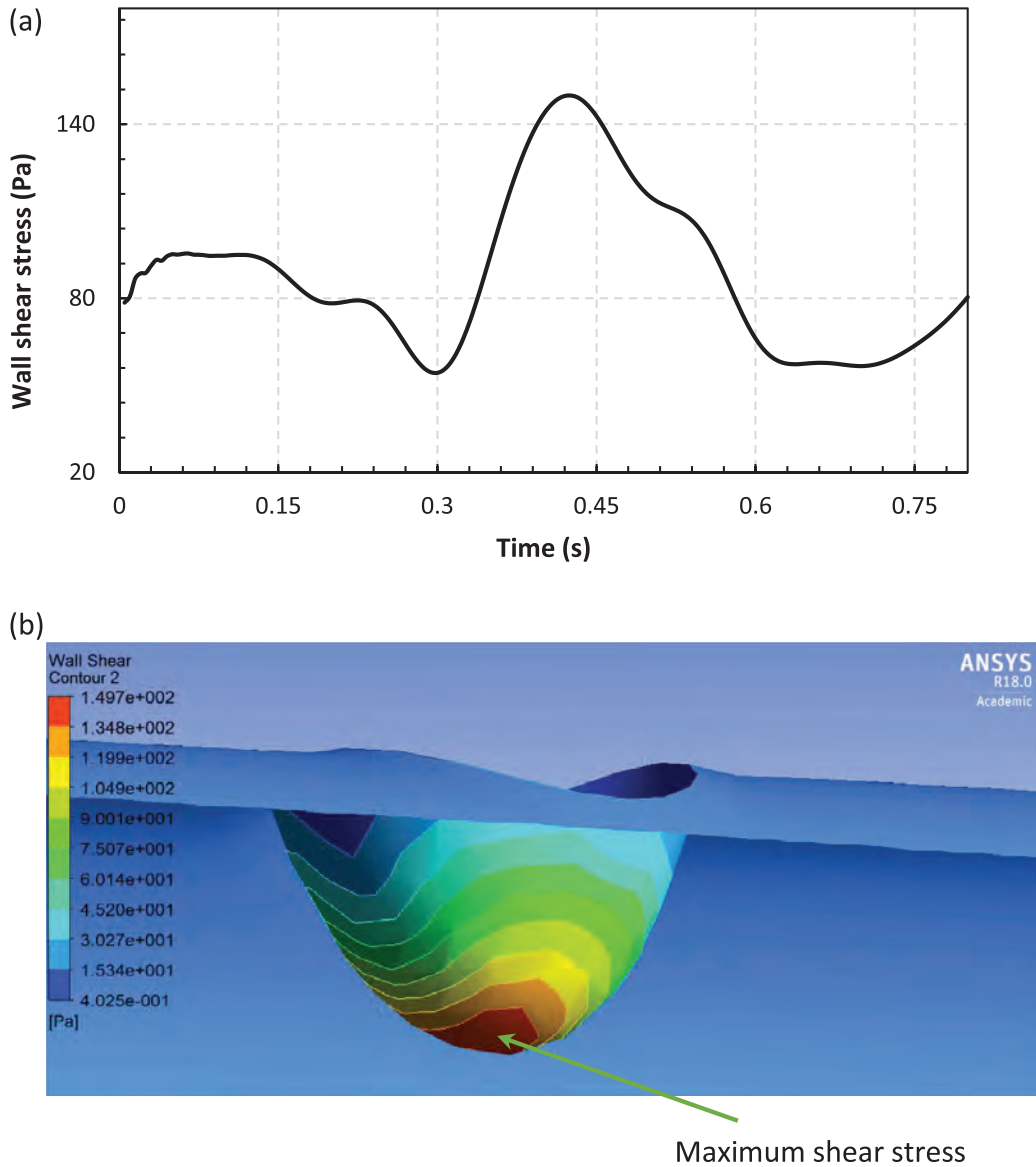 (a)
Wall shear stress (Pa)
140
80
20
0 0.15 0.3 0.45 0.6 0.75
Time (s)
(b)
Wall Shear
Contour 2
1.497e+002
1.348e+002
1.199e+002
1.049e+002
9.001e+001
7.507e+001
6.014e+001
4.520e+001
3.027e+001
1.534e+001
4.025e-001
[Pa]
ANSYS
R18.0
Academic
Maximum shear stress